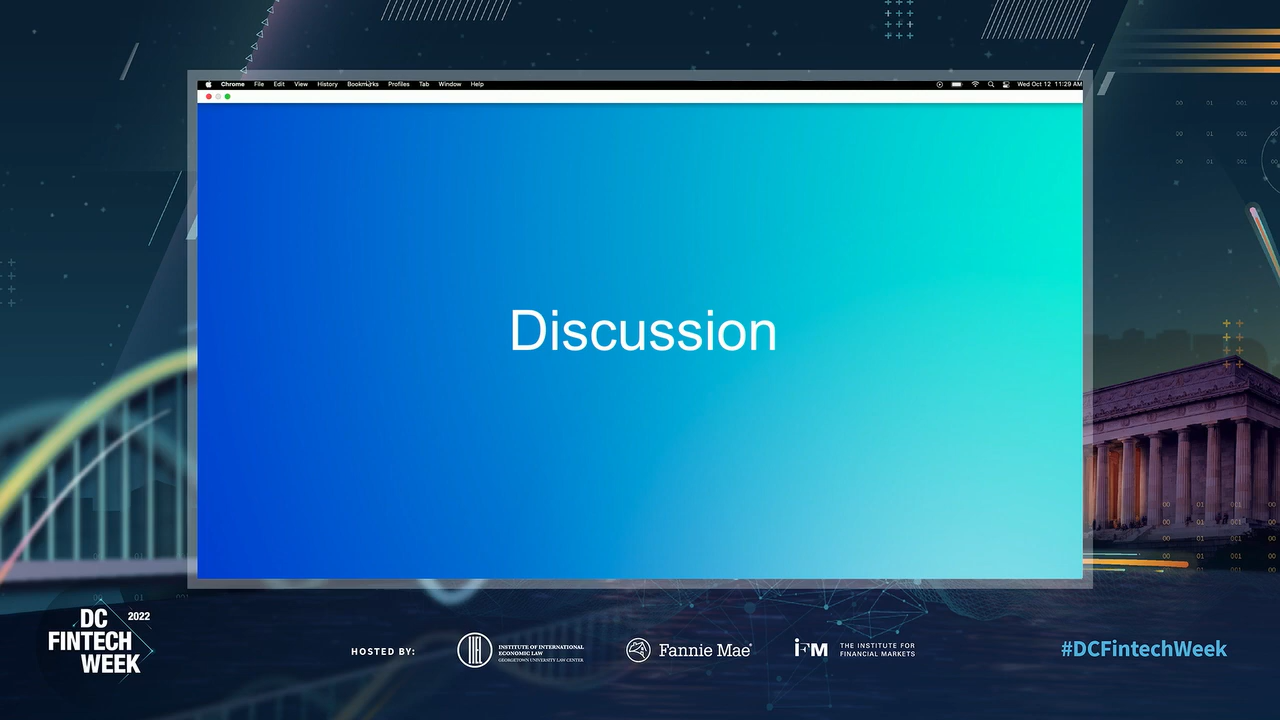 Chrome File Edit View History Bookmarks Profiles Tab Window Help
Wed Oct 12 11:29 AM
Discussion
DC
2022
FINTECH
WEEK
HOSTED BY:
INSTITUTE OF INTERNATIONAL
ECONOMIC LAW
GEORGETOWN UNIVERSITY LAW CENTER
Fannie Mae®
IFM
THE INSTITUTE FOR
FINANCIAL MARKETS
#DCFintechWeek